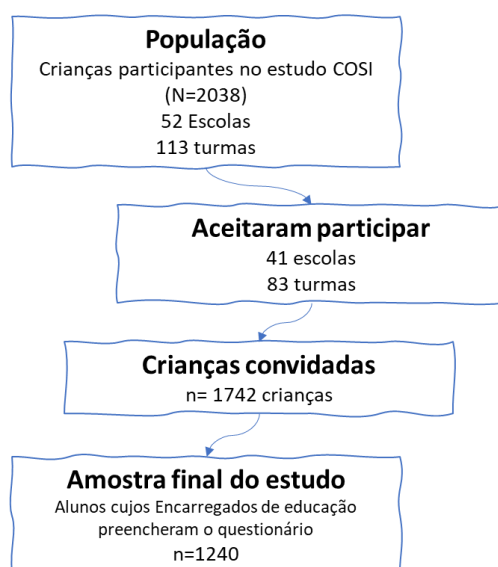 População
Crianças participantes no estudo COSI
(N=2038)
52 Escolas
113 turmas
Aceitaram participar
41 escolas
83 turmas
Crianças convidadas
n= 1742 crianças
Amostra final do estudo
Alunos cujos Encarregados de educação
preencheram o questionário
n=1240